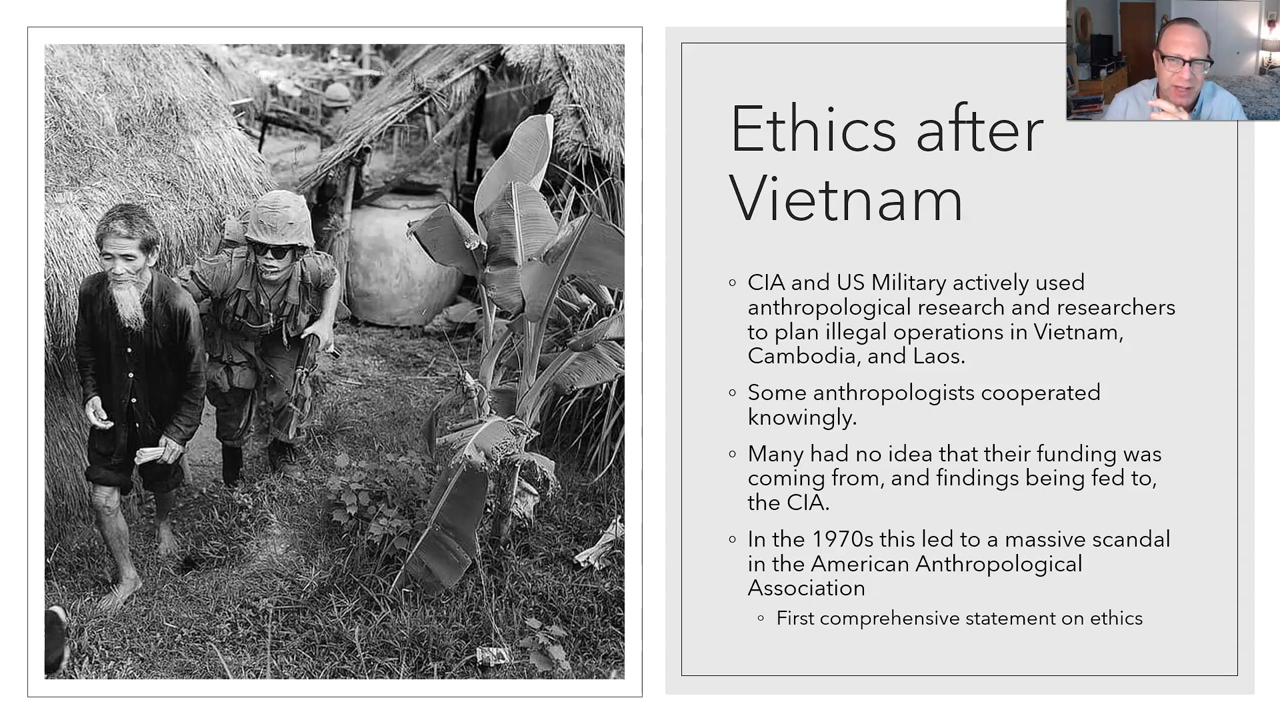 Ethics after
Vietnam
◦ CIA and US Military actively used
anthropological research and researchers
to plan illegal operations in Vietnam,
Cambodia, and Laos.
◦ Some anthropologists cooperated
knowingly.
◦ Many had no idea that their funding was
coming from, and findings being fed to,
the CIA.
◦ In the 1970s this led to a massive scandal
in the American Anthropological
Association
◦ First comprehensive statement on ethics